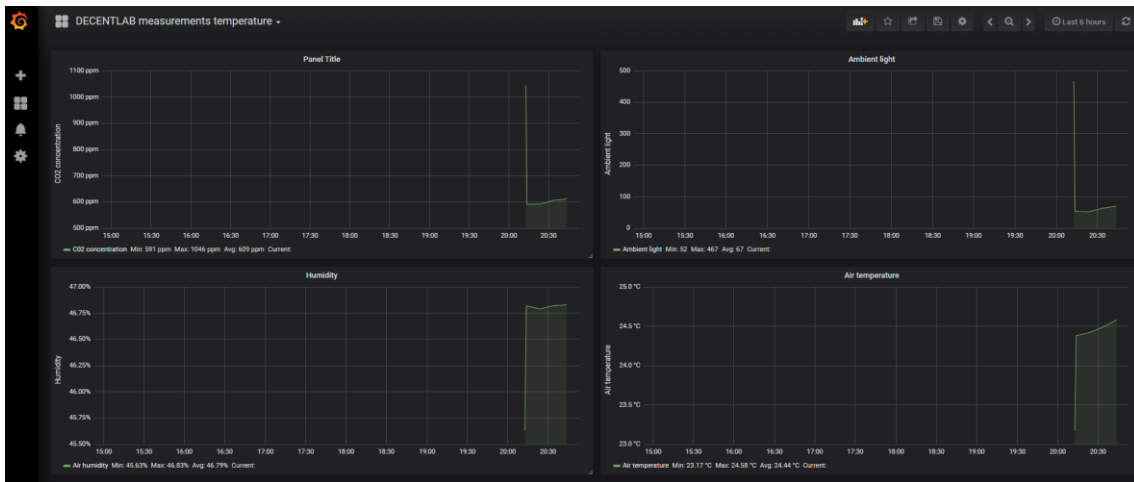 DECENTLAB measurements temperature
Last 6 hours
Panel Title
1100 ppm
1000 ppm
900 ppm
800 ppm
700 ppm
600 ppm
500 ppm
CO2 concentration
15:00 15:30 16:00 16:30 17:00 17:30 18:00 18:30 19:00 19:30 20:00 20:30
CO2 concentration Min: 591 ppm Max: 1046 ppm Avg: 609 ppm Current:
Ambient light
500
400
300
200
100
0
Ambient light
15:00 15:30 16:00 16:30 17:00 17:30 18:00 18:30 19:00 19:30 20:00 20:30
Ambient light Min: 52 Max: 467 Avg: 67 Current:
Humidity
47.00%
46.75%
46.50%
46.25%
46.00%
45.75%
45.50%
Humidity
15:00 15:30 16:00 16:30 17:00 17:30 18:00 18:30 19:00 19:30 20:00 20:30
Air humidity Min: 45.63% Max: 46.83% Avg: 46.79% Current:
Air temperature
25.0 °C
24.5 °C
24.0 °C
23.5 °C
23.0 °C
Air temperature
15:00 15:30 16:00 16:30 17:00 17:30 18:00 18:30 19:00 19:30 20:00 20:30
Air temperature Min: 23.17 °C Max: 24.58 °C Avg: 24.44 °C Current: